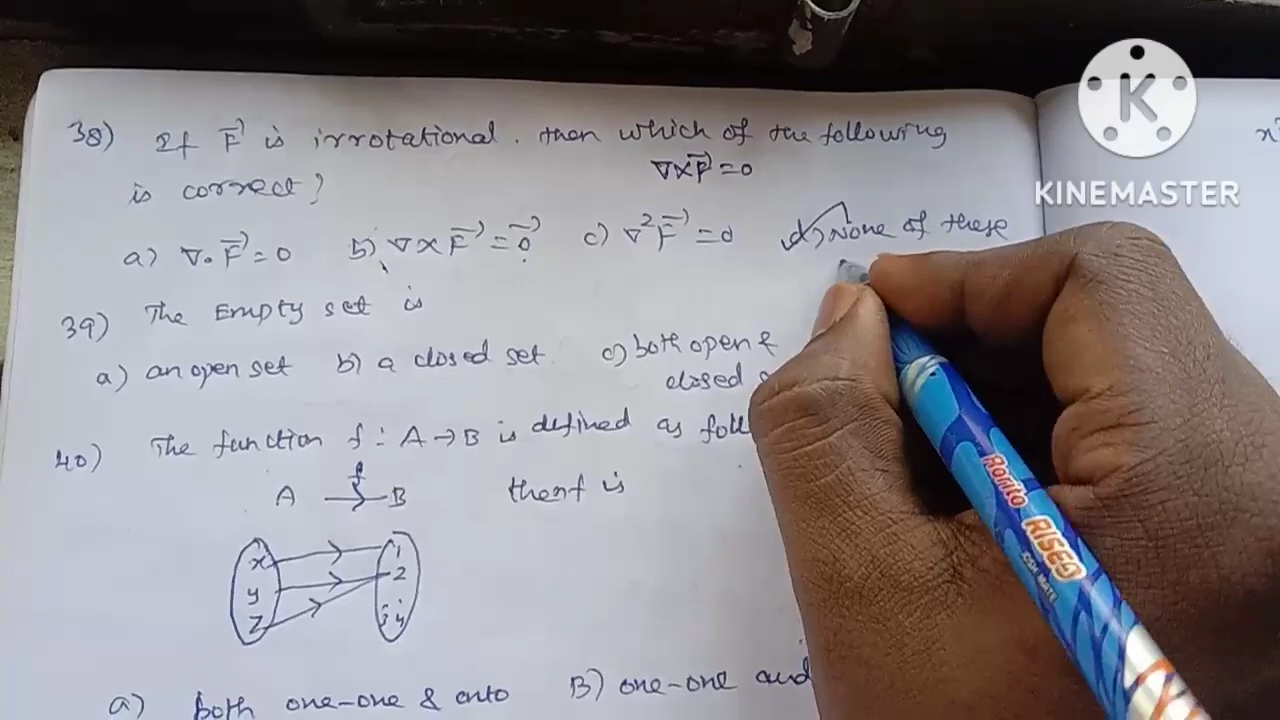 38) If F⃗ is irrotational. then which of the following
∇×F⃗ = 0
is correct?
a) ∇.F⃗ = 0 b) ∇×F⃗ = 0⃗ c) ∇²F⃗ = 0 d) None of these
39) The Empty set is
a) an open set b) a closed set. c) both open &
closed
40) The function f: A→B is defined as
A f B then f is
x 1
y 2
z 3 4
a) both one-one & onto B) one-one and
K
KINEMASTER
Rorito
RISEO